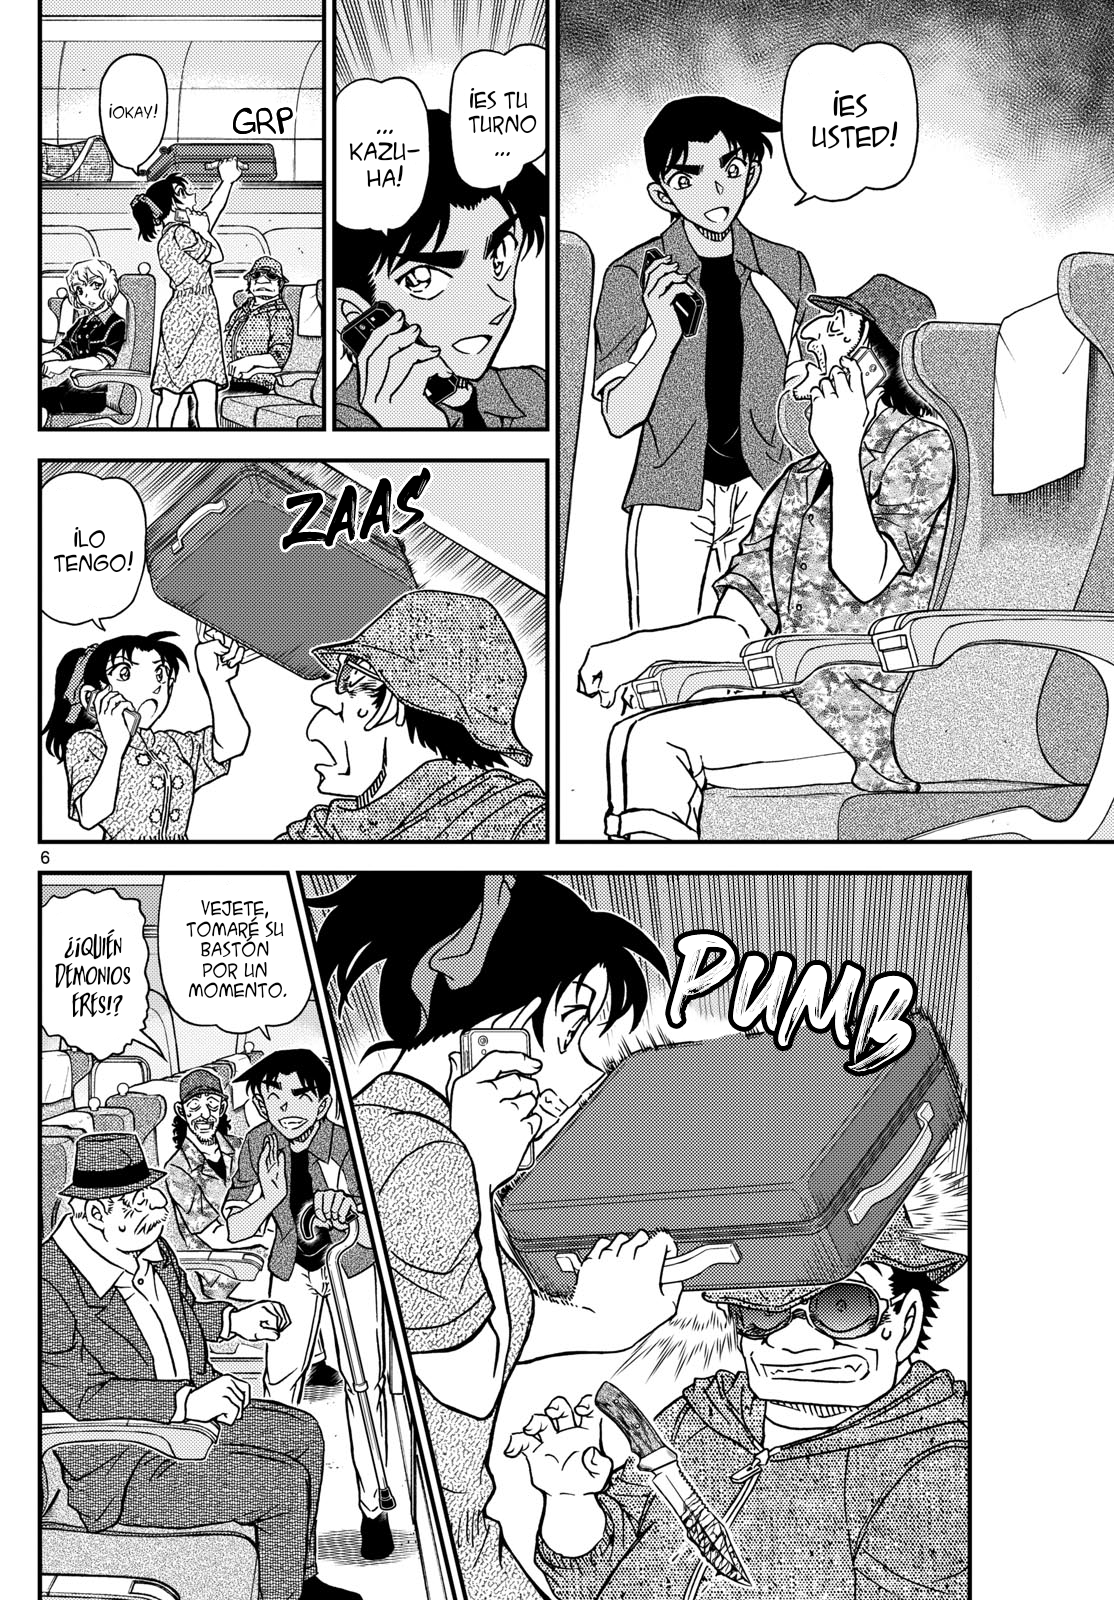 ¡ES
USTED!
¡ES TU
TURNO
...
...
KAZU-
HA!
¡OKAY!
GRP
ZAAS
¡LO
TENGO!
6
PUMB
VEJETE,
TOMARÉ SU
BASTÓN
POR UN
MOMENTO.
¿¡QUIÉN
DEMONIOS
ERES!?